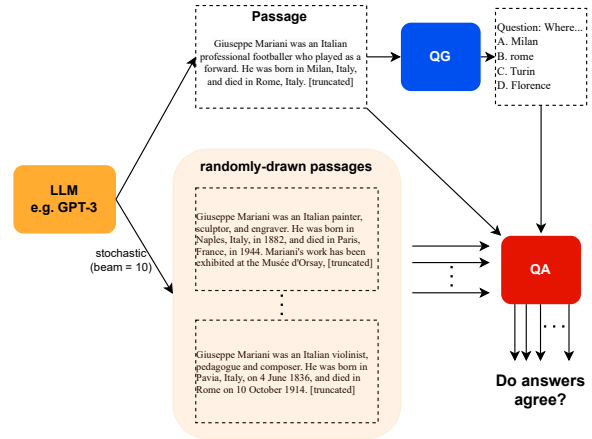 Passage
Giuseppe Mariani was an Italian
professional footballer who played as a
forward. He was born in Milan, Italy,
and died in Rome, Italy. [truncated]
QG
Question: Where...
A. Milan
B. rome
C. Turin
D. Florence
LLM
e.g. GPT-3
stochastic
(beam = 10)
randomly-drawn passages
Giuseppe Mariani was an Italian painter,
sculptor, and engraver. He was born in
Naples, Italy, in 1882, and died in Paris,
France, in 1944. Mariani's work has been
exhibited at the Musée d'Orsay, [truncated]
Giuseppe Mariani was an Italian violinist,
pedagogue and composer. He was born in
Pavia, Italy, on 4 June 1836, and died in
Rome on 10 October 1914. [truncated]
QA
Do answers
agree?